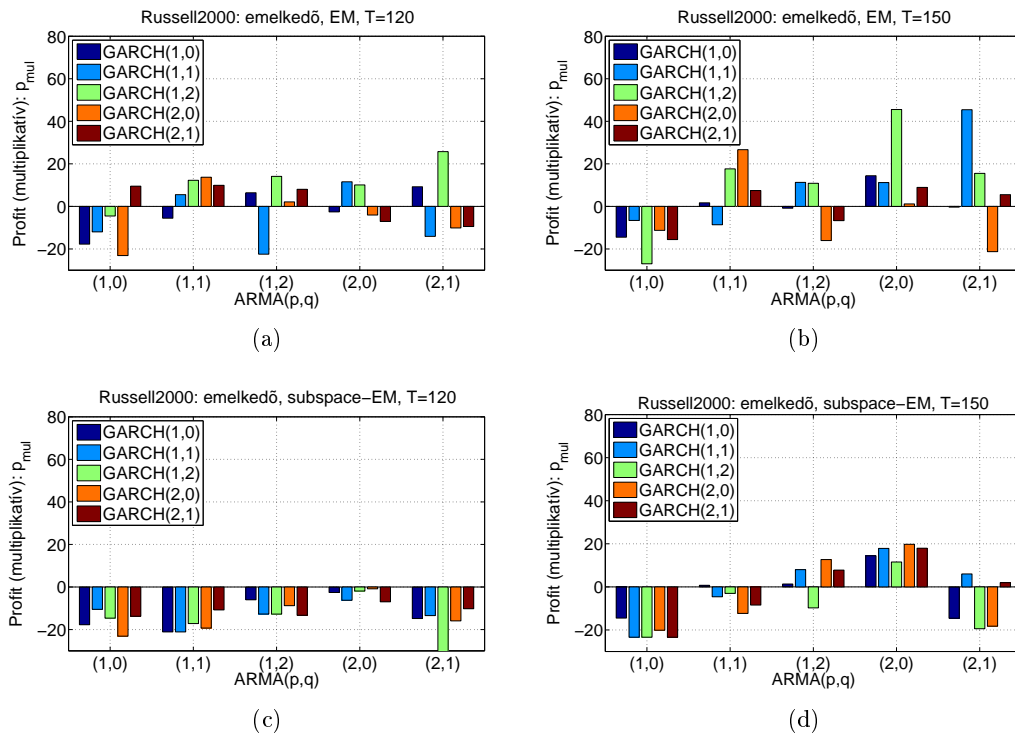 Russell2000: emelkedõ, EM, T=120
Profit (multiplikatív): p_mul
80
60
40
20
0
−20
GARCH(1,0)
GARCH(1,1)
GARCH(1,2)
GARCH(2,0)
GARCH(2,1)
(1,0) (1,1) (1,2) (2,0) (2,1)
ARMA(p,q)
(a)
Russell2000: emelkedõ, EM, T=150
Profit (multiplikatív): p_mul
80
60
40
20
0
−20
GARCH(1,0)
GARCH(1,1)
GARCH(1,2)
GARCH(2,0)
GARCH(2,1)
(1,0) (1,1) (1,2) (2,0) (2,1)
ARMA(p,q)
(b)
Russell2000: emelkedõ, subspace−EM, T=120
Profit (multiplikatív): p_mul
80
60
40
20
0
−20
GARCH(1,0)
GARCH(1,1)
GARCH(1,2)
GARCH(2,0)
GARCH(2,1)
(1,0) (1,1) (1,2) (2,0) (2,1)
ARMA(p,q)
(c)
Russell2000: emelkedõ, subspace−EM, T=150
Profit (multiplikatív): p_mul
80
60
40
20
0
−20
GARCH(1,0)
GARCH(1,1)
GARCH(1,2)
GARCH(2,0)
GARCH(2,1)
(1,0) (1,1) (1,2) (2,0) (2,1)
ARMA(p,q)
(d)